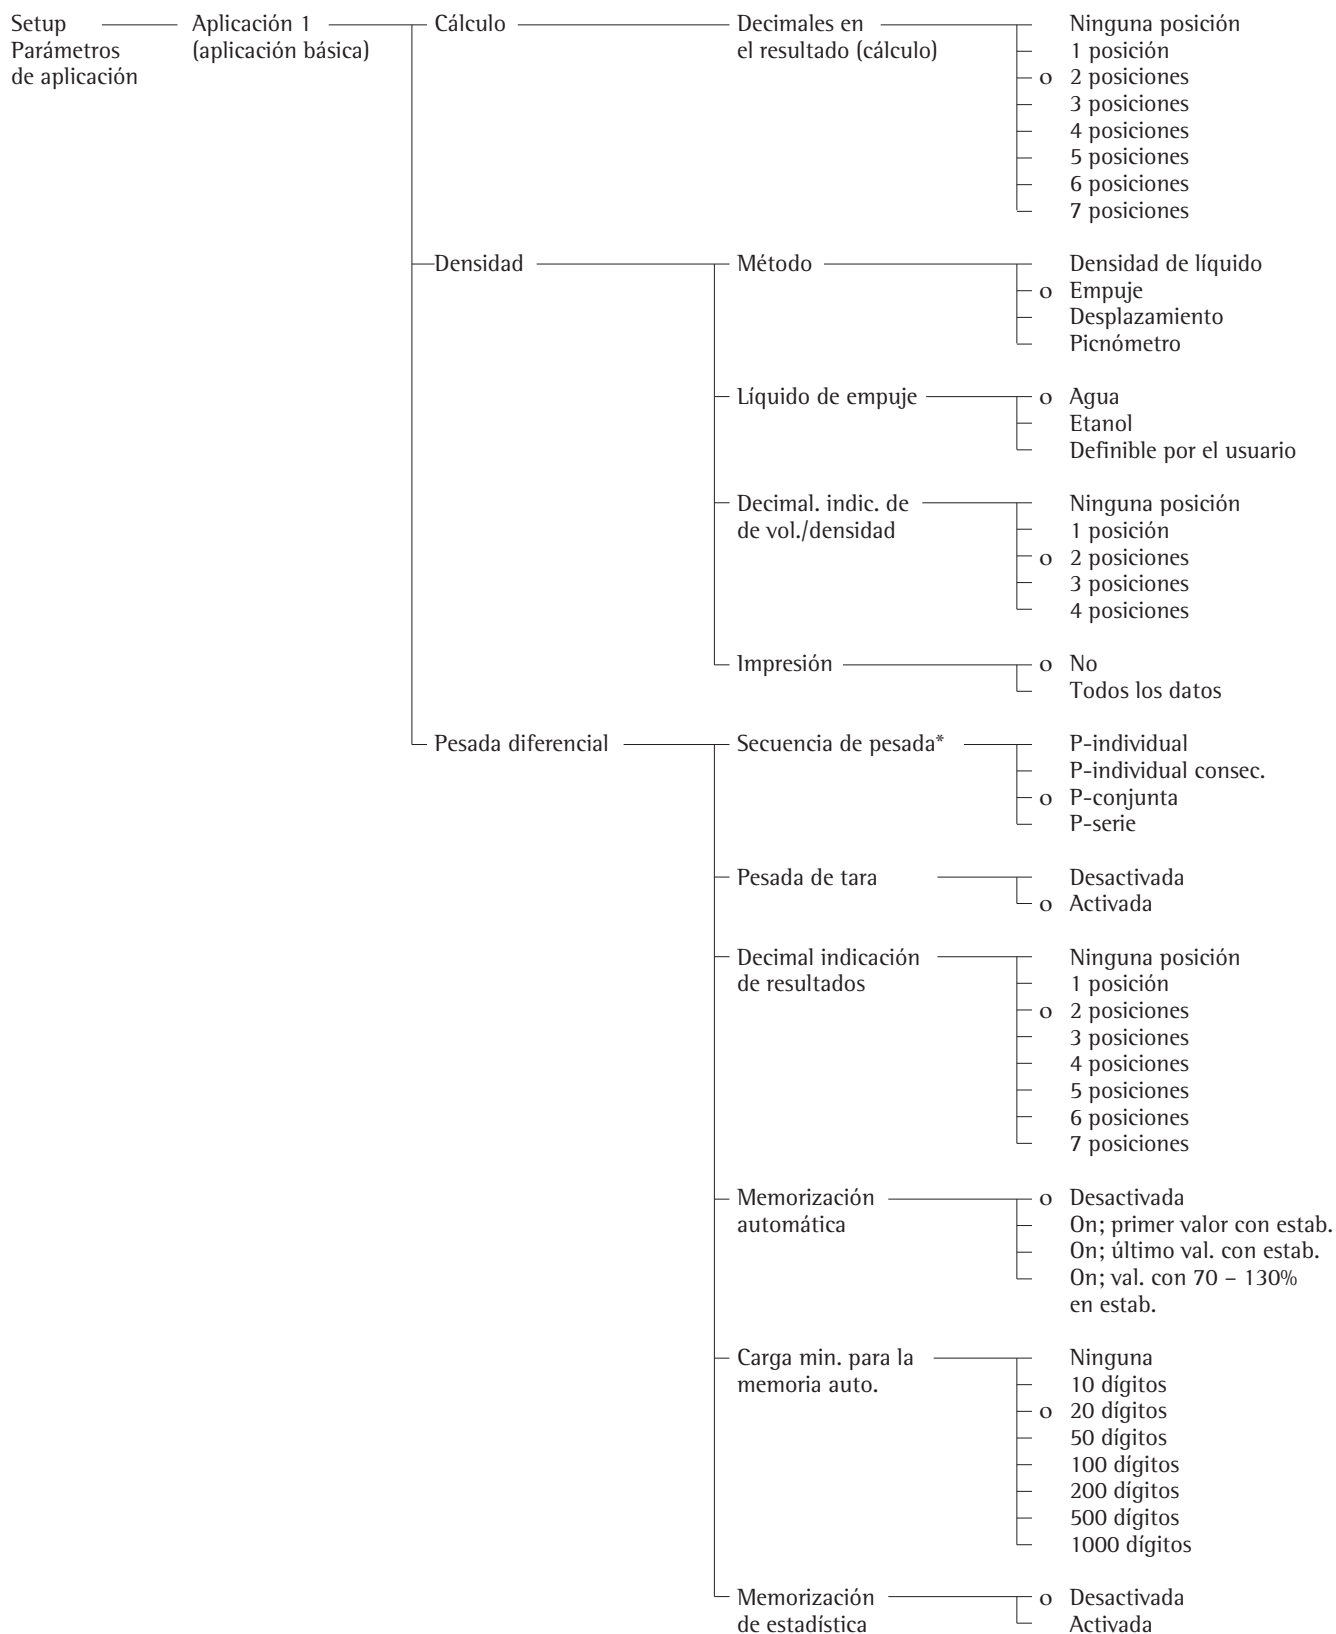 Setup Aplicación 1 Cálculo Decimales en Ninguna posición
Parámetros (aplicación básica) el resultado (cálculo) 1 posición
de aplicación o 2 posiciones
3 posiciones
4 posiciones
5 posiciones
6 posiciones
7 posiciones
Densidad Método Densidad de líquido
o Empuje
Desplazamiento
Picnómetro
Líquido de empuje o Agua
Etanol
Definible por el usuario
Decimal. indic. de Ninguna posición
de vol./densidad 1 posición
o 2 posiciones
3 posiciones
4 posiciones
Impresión o No
Todos los datos
Pesada diferencial Secuencia de pesada* P-individual
P-individual consec.
o P-conjunta
P-serie
Pesada de tara Desactivada
o Activada
Decimal indicación Ninguna posición
de resultados 1 posición
o 2 posiciones
3 posiciones
4 posiciones
5 posiciones
6 posiciones
7 posiciones
Memorización o Desactivada
automática On; primer valor con estab.
On; último val. con estab.
On; val. con 70 – 130%
en estab.
Carga min. para la Ninguna
memoria auto. 10 dígitos
o 20 dígitos
50 dígitos
100 dígitos
200 dígitos
500 dígitos
1000 dígitos
Memorización o Desactivada
de estadística Activada